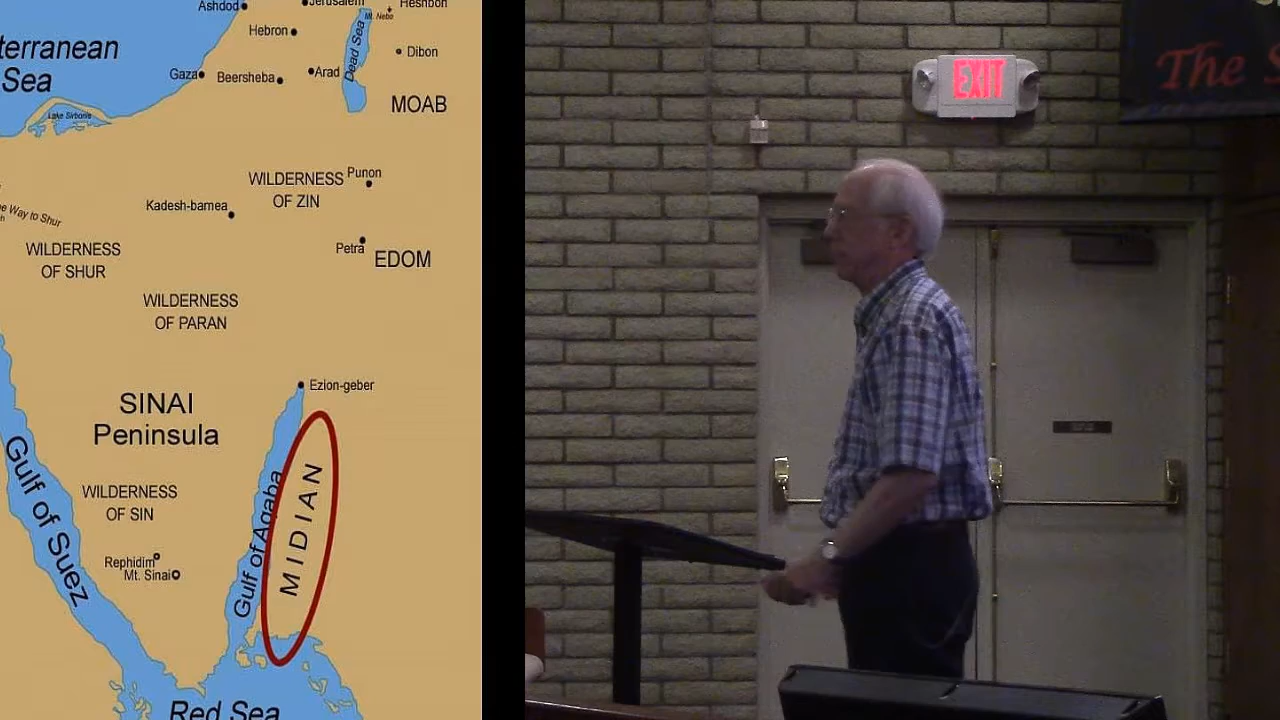 Ashdod
Jerusalem
Heshbon
Mt. Nebo
Hebron
terranean
Sea
Dead Sea
Dibon
Gaza
Beersheba
Arad
MOAB
Lake Sirbonis
WILDERNESS
OF ZIN
Punon
Kadesh-barnea
e Way to Shur
WILDERNESS
OF SHUR
Petra
EDOM
WILDERNESS
OF PARAN
Ezion-geber
SINAI
Peninsula
Gulf of Suez
WILDERNESS
OF SIN
Gulf of Aqaba
MIDIAN
Rephidim
Mt. Sinai
Red Sea
EXIT
The S